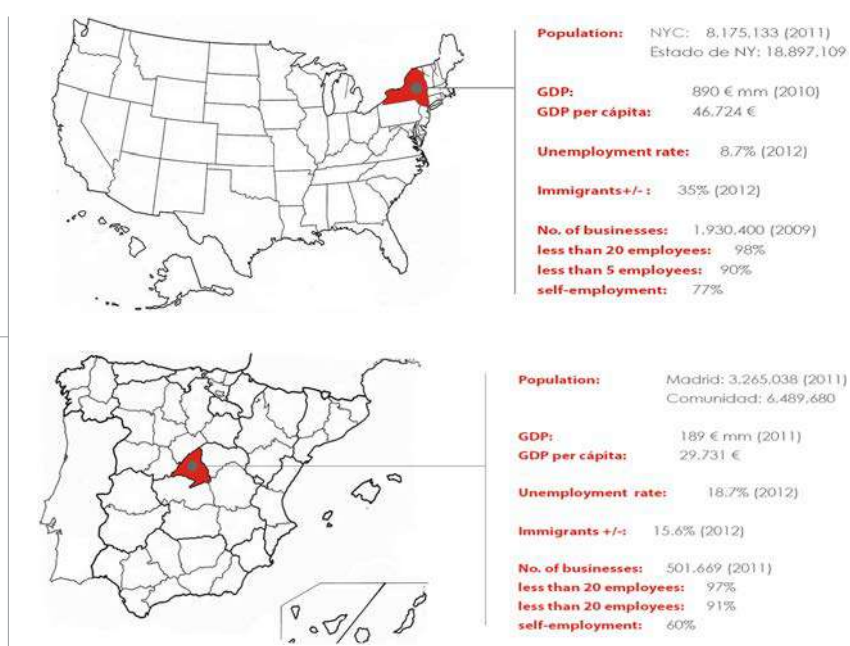 Population: NYC: 8.175.133 (2011)
Estado de NY: 18.897.109
GDP: 890 € mm (2010)
GDP per cápita: 46.724 €
Unemployment rate: 8.7% (2012)
Immigrants+/- : 35% (2012)
No. of businesses: 1.930.400 (2009)
less than 20 employees: 98%
less than 5 employees: 90%
self-employment: 77%
Population: Madrid: 3.265.038 (2011)
Comunidad: 6.489.680
GDP: 189 € mm (2011)
GDP per cápita: 29.731 €
Unemployment rate: 18.7% (2012)
Immigrants +/-: 15.6% (2012)
No. of businesses: 501.669 (2011)
less than 20 employees: 97%
less than 20 employees: 91%
self-employment: 60%